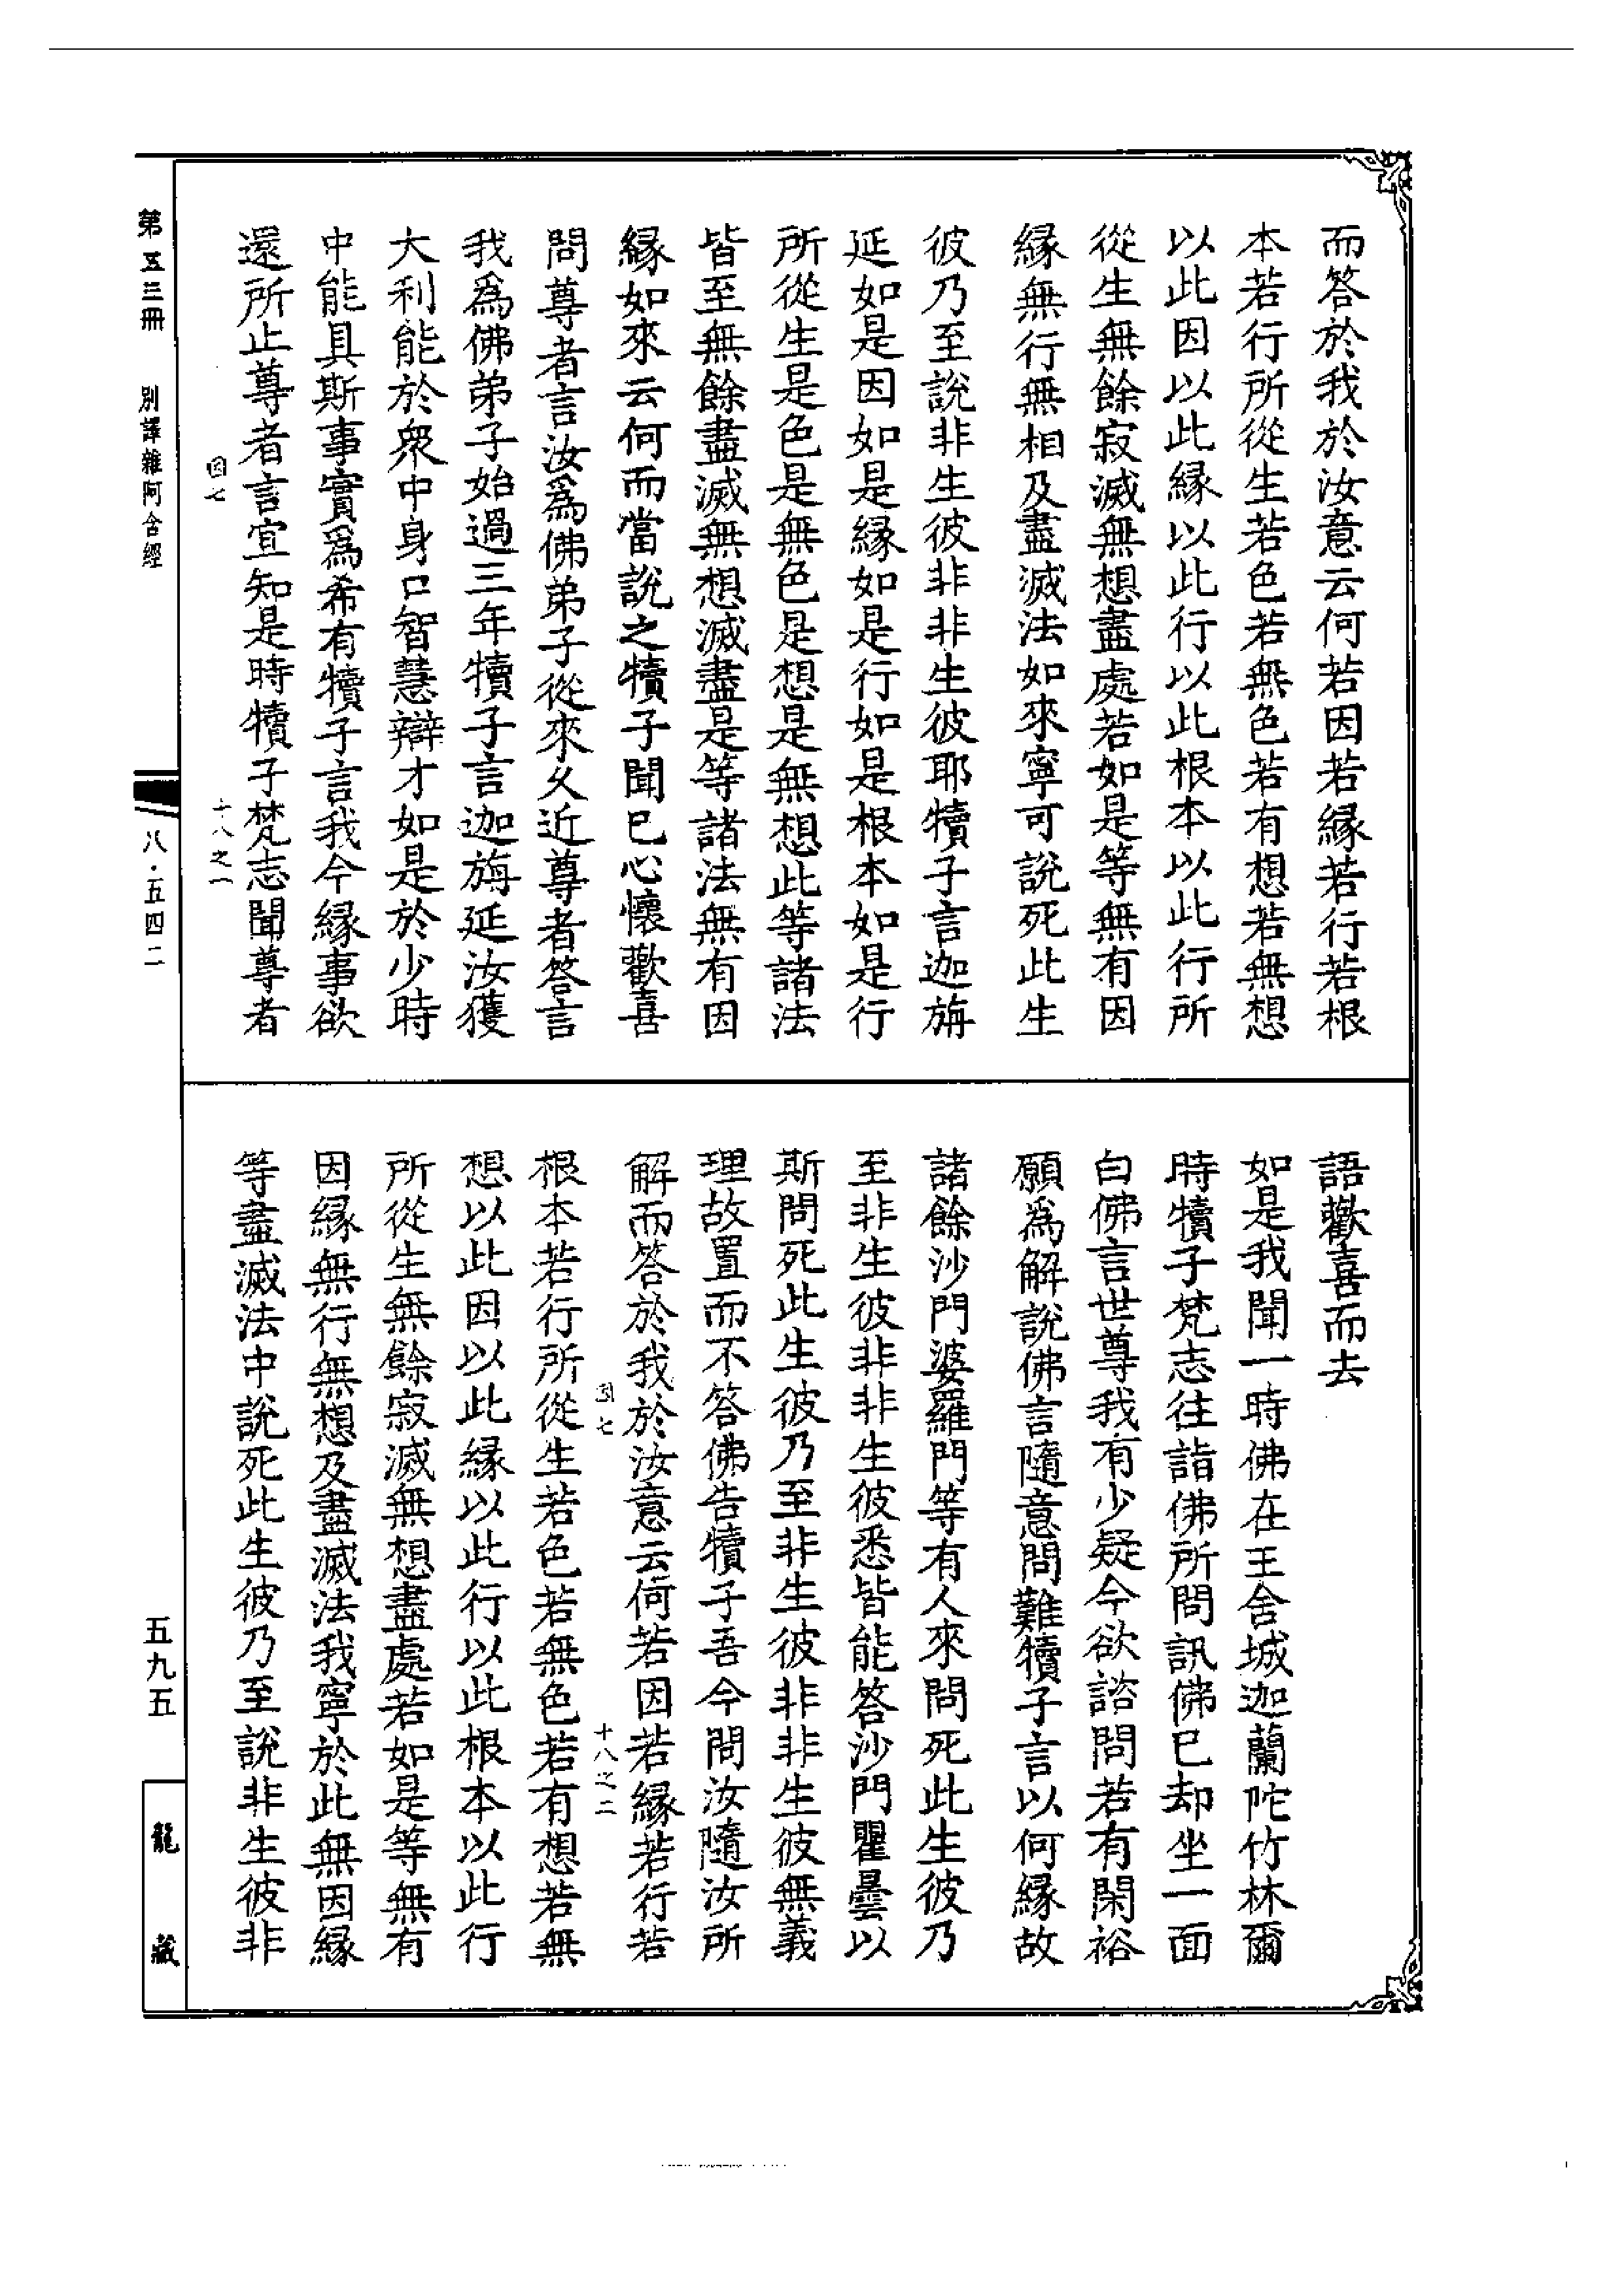 而答於我於汝意云何若因若縁若行若根
本若行所從生若色若無色若有想若無想
以此因以此縁以此行以此根本以此行所
從生無餘寂滅無想盡處若如是等無有因
縁無行無相及盡滅法如來寧可說死此生
彼乃至說非生彼非非生彼耶犢子言迦旃
延如是因如是縁如是行如是根本如是行
所從生是色是無色是想是無想此等諸法
皆至無餘盡滅無想滅盡是等諸法無有因
縁如來云何而當說之犢子聞已心懷歡喜
問尊者言汝爲佛弟子從來久近尊者答言
我爲佛弟子始過三年犢子言迦旃延汝獲
大利能於衆中身口智慧辯才如是於少時
中能具斯事實爲希有犢子言我今縁事欲
還所止尊者言宜知是時犢子梵志聞尊者
十八之一
第五三冊
別譯雜阿含經
八·五四二
語歡喜而去
如是我聞一時佛在王舍城迦蘭陀竹林爾
時犢子梵志往詣佛所問訊佛已却坐一面
白佛言世尊我有少疑今欲諮問若有閑裕
願爲解說佛言隨意問難犢子言以何縁故
諸餘沙門婆羅門等有人來問死此生彼乃
至非生彼非非生彼悉皆能答沙門瞿曇以
斯問死此生彼乃至非生彼非非生彼無義
理故置而不答佛告犢子吾今問汝隨汝所
解而答於我於汝意云何若因若縁若行若
十八之二
根本若行所從生若色若無色若有想若無
想以此因以此縁以此行以此根本以此行
所從生無餘寂滅無想盡處若如是等無有
因縁無行無想及盡滅法我寧於此無因縁
等盡滅法中說死此生彼乃至說非生彼非
五九五
龍藏